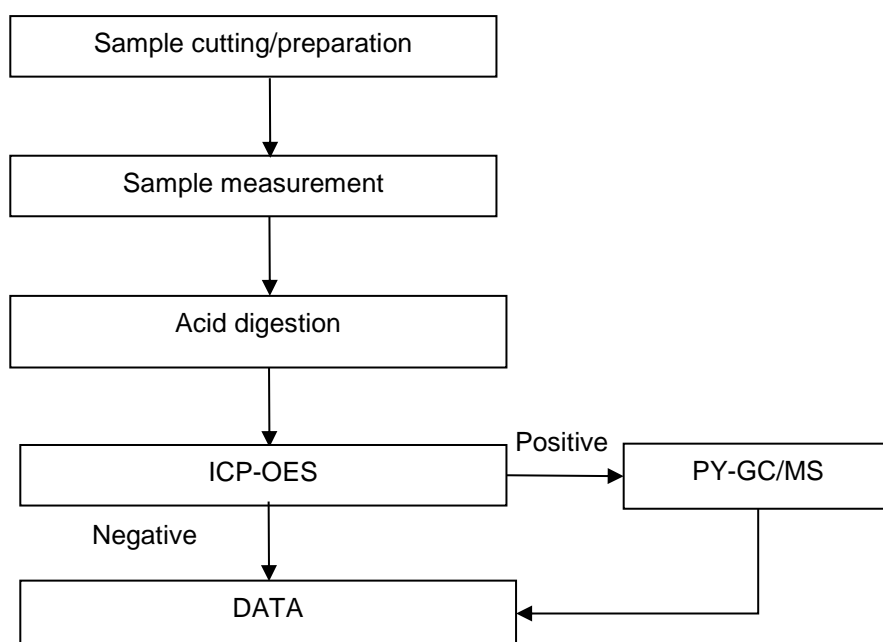 Sample cutting/preparation
Sample measurement
Acid digestion
ICP-OES
Positive
PY-GC/MS
Negative
DATA